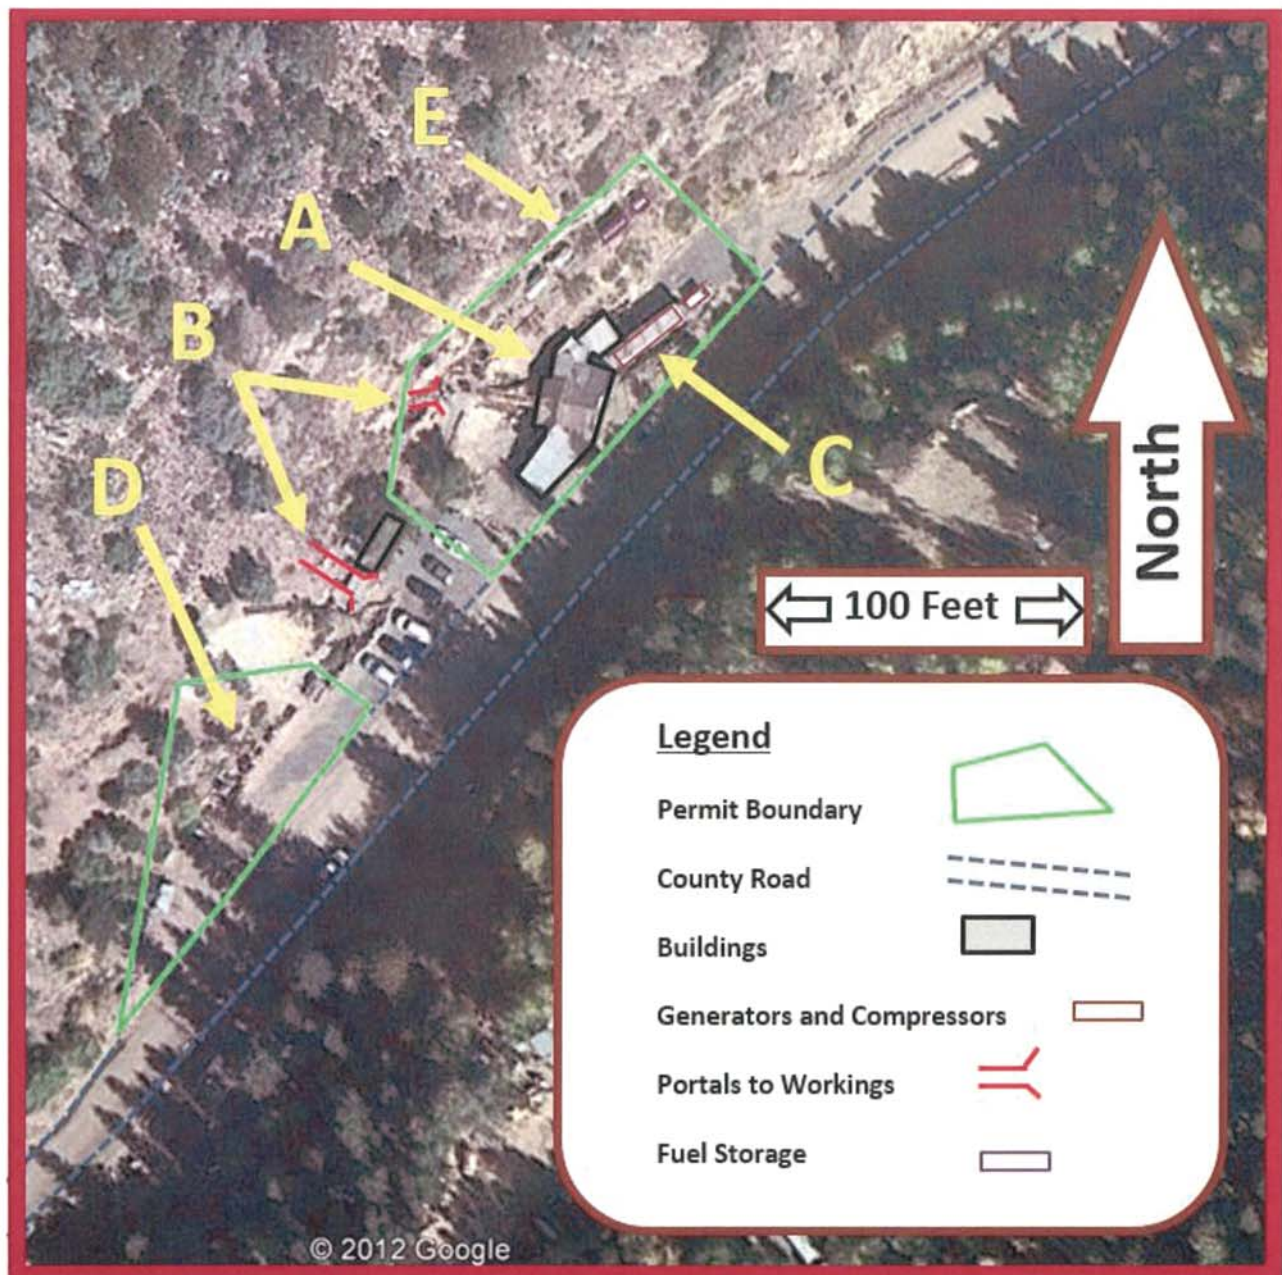 E
A
B
D
C
North
100 Feet
Legend
Permit Boundary
County Road
Buildings
Generators and Compressors
Portals to Workings
Fuel Storage
© 2012 Google